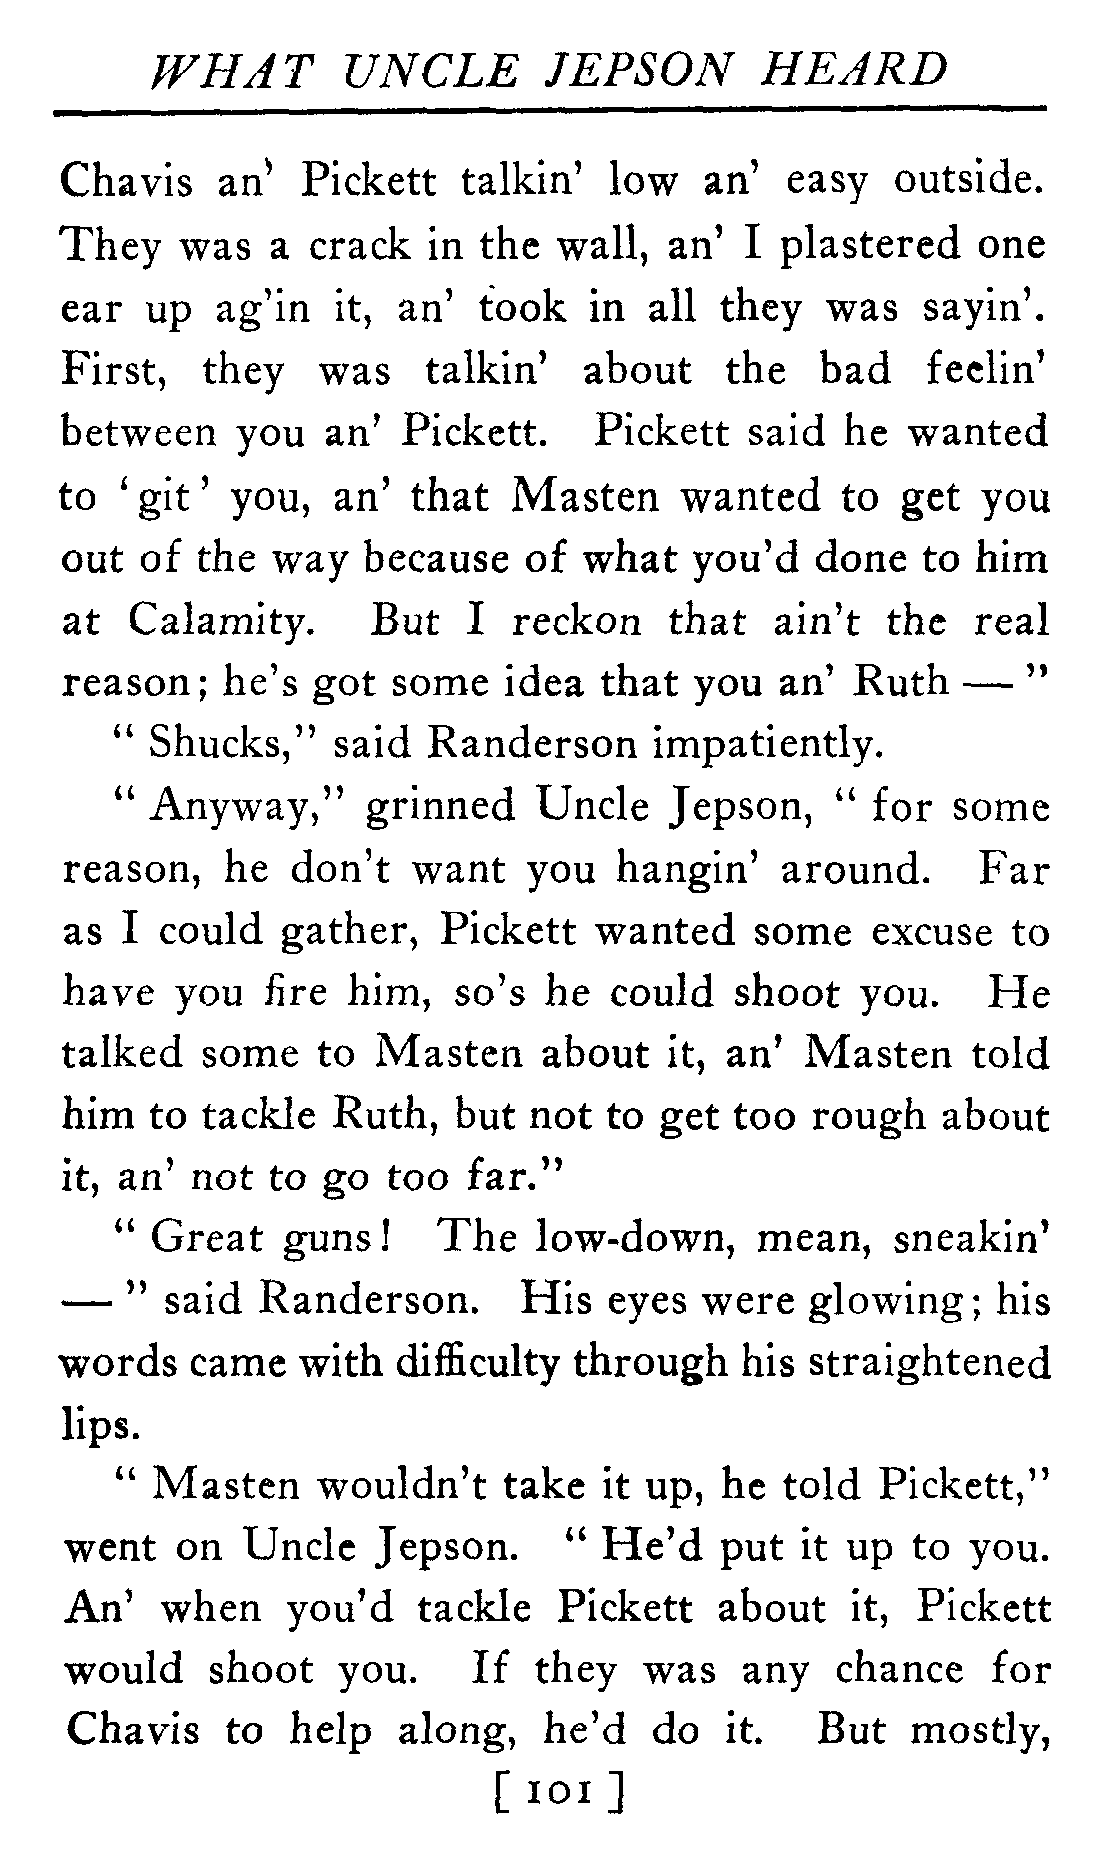 WHAT UNCLE JEPSON HEARD
Chavis an' Pickett talkin' low an' easy outside.
They was a crack in the wall, an' I plastered one
ear up ag'in it, an' took in all they was sayin'.
First, they was talkin' about the bad feelin'
between you an' Pickett. Pickett said he wanted
to ‘git’ you, an' that Masten wanted to get you
out of the way because of what you'd done to him
at Calamity. But I reckon that ain't the real
reason; he's got some idea that you an' Ruth — ”
“ Shucks,” said Randerson impatiently.
“ Anyway,” grinned Uncle Jepson, “ for some
reason, he don't want you hangin' around. Far
as I could gather, Pickett wanted some excuse to
have you fire him, so's he could shoot you. He
talked some to Masten about it, an' Masten told
him to tackle Ruth, but not to get too rough about
it, an' not to go too far.”
“ Great guns! The low-down, mean, sneakin'
— ” said Randerson. His eyes were glowing; his
words came with difficulty through his straightened
lips.
“ Masten wouldn't take it up, he told Pickett,”
went on Uncle Jepson. “ He'd put it up to you.
An' when you'd tackle Pickett about it, Pickett
would shoot you. If they was any chance for
Chavis to help along, he'd do it. But mostly,
[ 101 ]